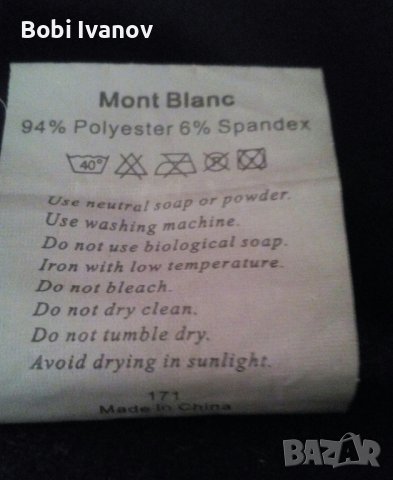 Bobi Ivanov
Mont Blanc
94% Polyester 6% Spandex
40°
Use neutral soap or powder.
Use washing machine.
Do not use biological soap.
Iron with low temperature.
Do not bleach.
Do not dry clean.
Do not tumble dry.
Avoid drying in sunlight.
171
Made in China
BAZAR